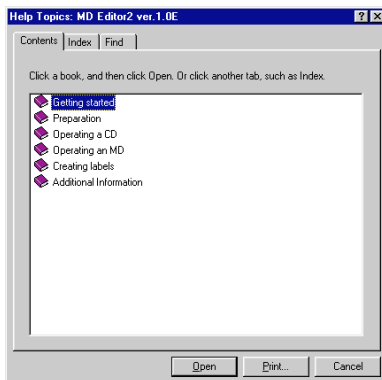 Help Topics: MD Editor2 ver.1.0E
Contents Index Find
Click a book, and then click Open. Or click another tab, such as Index.
Getting started
Preparation
Operating a CD
Operating an MD
Creating labels
Additional Information
Open Print... Cancel